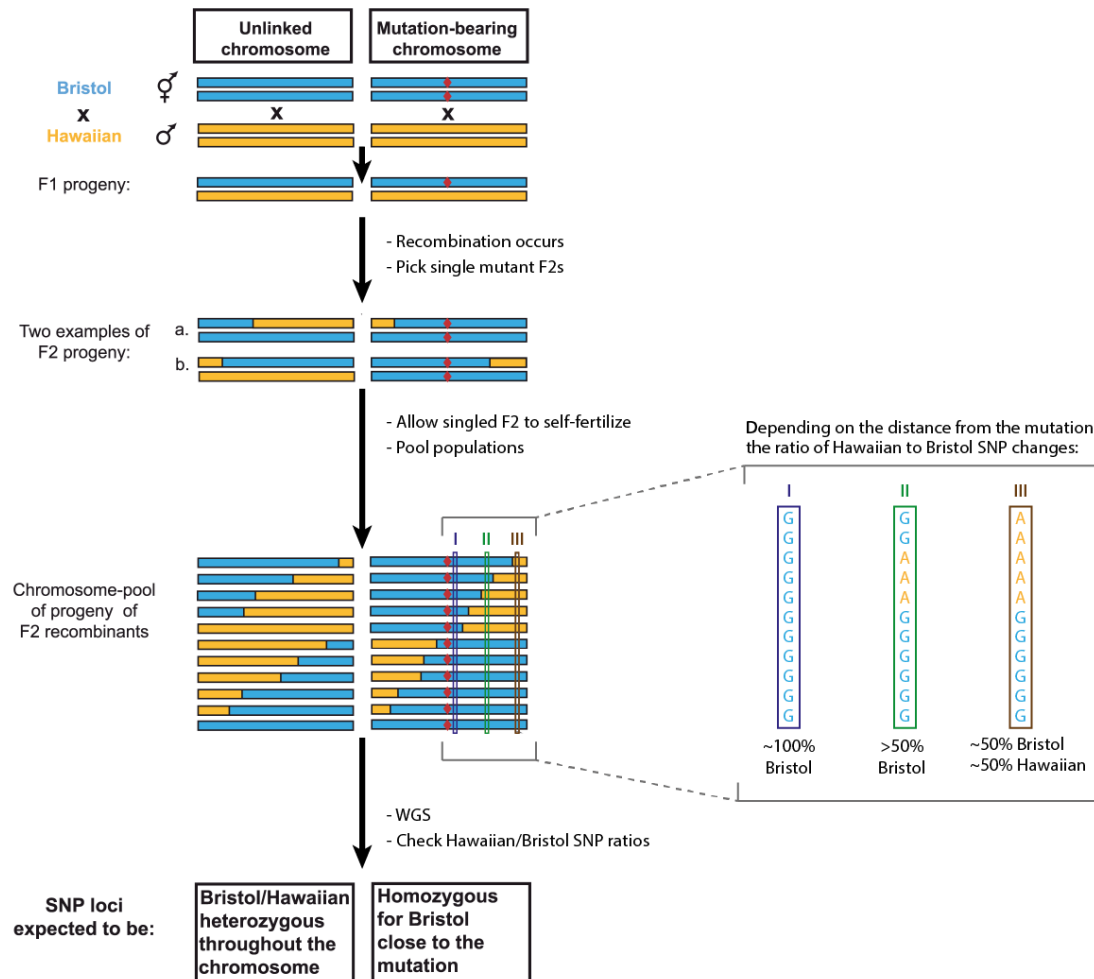 Unlinked
chromosome
Mutation-bearing
chromosome
Bristol ⚥
x
Hawaiian ♂
x
x
F1 progeny:
- Recombination occurs
- Pick single mutant F2s
Two examples of
F2 progeny:
a.
b.
- Allow singled F2 to self-fertilize
- Pool populations
Depending on the distance from the mutation
the ratio of Hawaiian to Bristol SNP changes:
I II III
G G A
G G A
G A A
G A A
G A A
G G G
G G G
G G G
G G G
G G G
G G G
~100%
Bristol
>50%
Bristol
~50% Bristol
~50% Hawaiian
I II III
Chromosome-pool
of progeny of
F2 recombinants
- WGS
- Check Hawaiian/Bristol SNP ratios
SNP loci
expected to be:
Bristol/Hawaiian
heterozygous
throughout the
chromosome
Homozygous
for Bristol
close to the
mutation